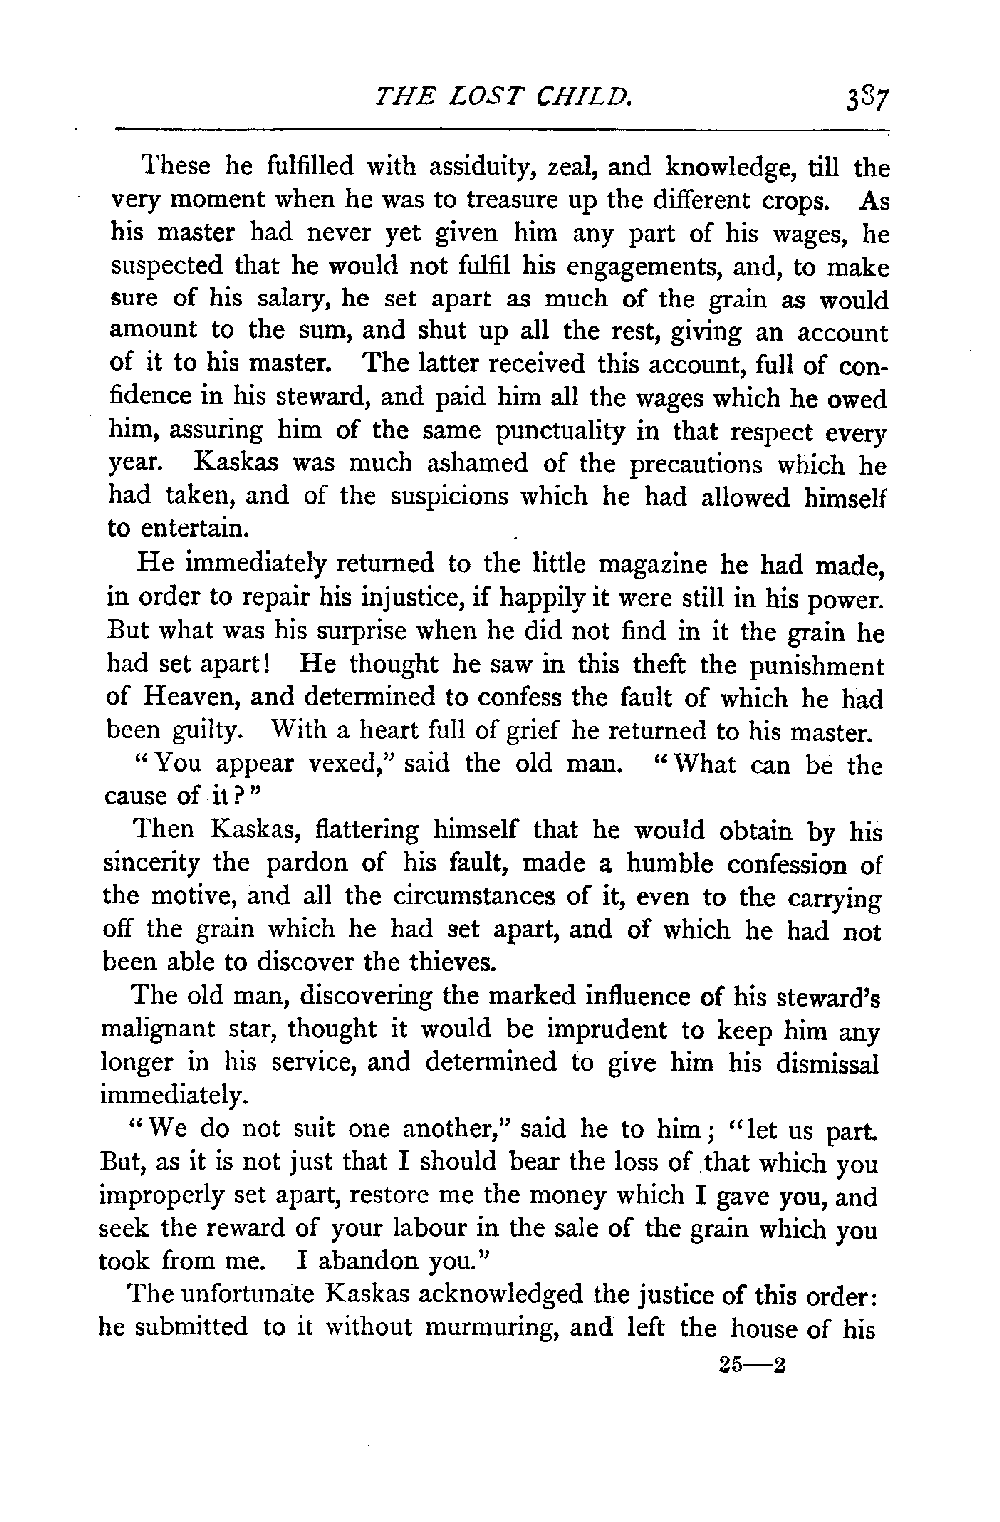 THE LOST CHILD. 387
These he fulfilled with assiduity, zeal, and knowledge, till the
very moment when he was to treasure up the different crops. As
his master had never yet given him any part of his wages, he
suspected that he would not fulfil his engagements, and, to make
sure of his salary, he set apart as much of the grain as would
amount to the sum, and shut up all the rest, giving an account
of it to his master. The latter received this account, full of con-
fidence in his steward, and paid him all the wages which he owed
him, assuring him of the same punctuality in that respect every
year. Kaskas was much ashamed of the precautions which he
had taken, and of the suspicions which he had allowed himself
to entertain.
He immediately returned to the little magazine he had made,
in order to repair his injustice, if happily it were still in his power.
But what was his surprise when he did not find in it the grain he
had set apart! He thought he saw in this theft the punishment
of Heaven, and determined to confess the fault of which he had
been guilty. With a heart full of grief he returned to his master.
"You appear vexed," said the old man. "What can be the
cause of it?"
Then Kaskas, flattering himself that he would obtain by his
sincerity the pardon of his fault, made a humble confession of
the motive, and all the circumstances of it, even to the carrying
off the grain which he had set apart, and of which he had not
been able to discover the thieves.
The old man, discovering the marked influence of his steward's
malignant star, thought it would be imprudent to keep him any
longer in his service, and determined to give him his dismissal
immediately.
"We do not suit one another," said he to him; "let us part.
But, as it is not just that I should bear the loss of that which you
improperly set apart, restore me the money which I gave you, and
seek the reward of your labour in the sale of the grain which you
took from me. I abandon you."
The unfortunate Kaskas acknowledged the justice of this order:
he submitted to it without murmuring, and left the house of his
25—2